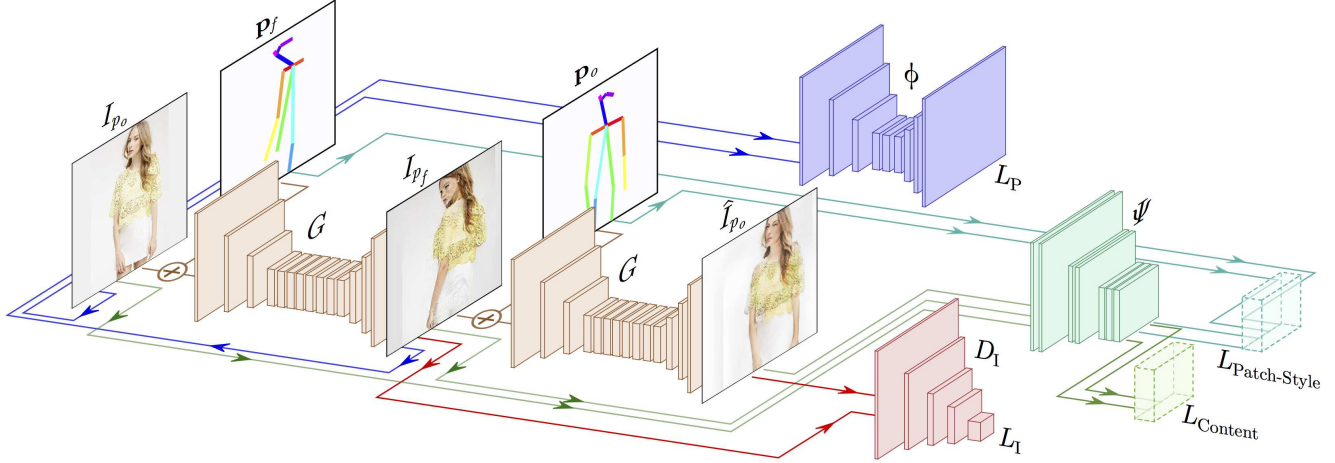 p_f
p_o
ϕ
I_{p_o}
I_{p_f}
L_P
Î_{p_o}
ψ
G
G
D_I
L_Patch-Style
L_Content
L_I